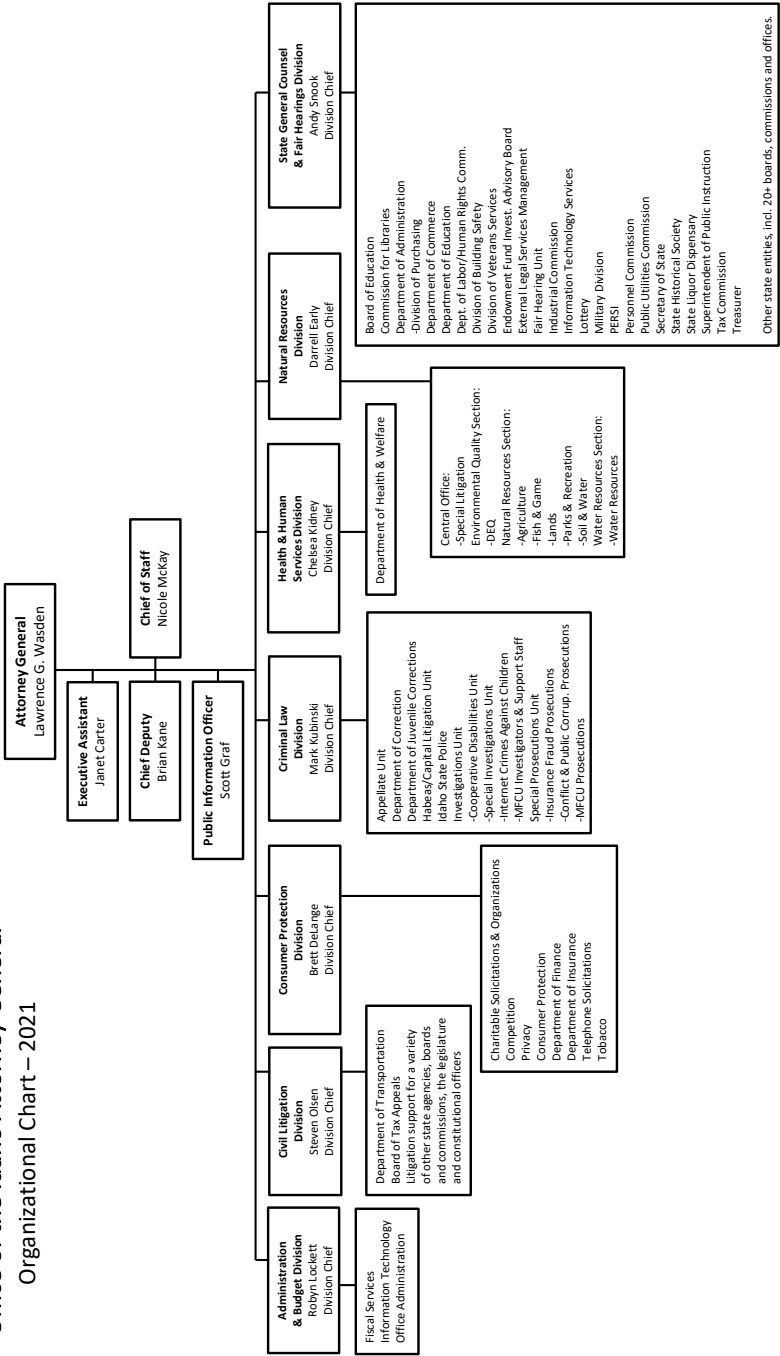 Office of the Idaho Attorney General
Organizational Chart – 2021
Attorney General
Lawrence G. Wasden
Executive Assistant
Janet Carter
Chief Deputy
Brian Kane
Chief of Staff
Nicole McKay
Public Information Officer
Scott Graf
Administration
& Budget Division
Robyn Lockett
Division Chief
Fiscal Services
Information Technology
Office Administration
Civil Litigation
Division
Steven Olsen
Division Chief
Department of Transportation
Board of Tax Appeals
Litigation support for a variety
of other state agencies, boards
and commissions, the legislature
and constitutional officers
Consumer Protection
Division
Brett DeLange
Division Chief
Charitable Solicitations & Organizations
Competition
Privacy
Consumer Protection
Department of Finance
Department of Insurance
Telephone Solicitations
Tobacco
Criminal Law
Division
Mark Kubinski
Division Chief
Appellate Unit
Department of Correction
Department of Juvenile Corrections
Habeas/Capital Litigation Unit
Idaho State Police
Investigations Unit
-Cooperative Disabilities Unit
-Special Investigations Unit
-Internet Crimes Against Children
-MFCU Investigators & Support Staff
Special Prosecutions Unit
-Insurance Fraud Prosecutions
-Conflict & Public Corrup. Prosecutions
-MFCU Prosecutions
Health & Human
Services Division
Chelsea Kidney
Division Chief
Department of Health & Welfare
Natural Resources
Division
Darrell Early
Division Chief
Central Office:
-Special Litigation
Environmental Quality Section:
-DEQ
Natural Resources Section:
-Agriculture
-Fish & Game
-Lands
-Parks & Recreation
-Soil & Water
Water Resources Section:
-Water Resources
State General Counsel
& Fair Hearings Division
Andy Snook
Division Chief
Board of Education
Commission for Libraries
Department of Administration
-Division of Purchasing
Department of Commerce
Department of Education
Dept. of Labor/Human Rights Comm.
Division of Building Safety
Division of Veterans Services
Endowment Fund Invest. Advisory Board
External Legal Services Management
Fair Hearing Unit
Industrial Commission
Information Technology Services
Lottery
Military Division
PERSI
Personnel Commission
Public Utilities Commission
Secretary of State
State Historical Society
State Liquor Dispensary
Superintendent of Public Instruction
Tax Commission
Treasurer
Other state entities, incl. 20+ boards, commissions and offices.